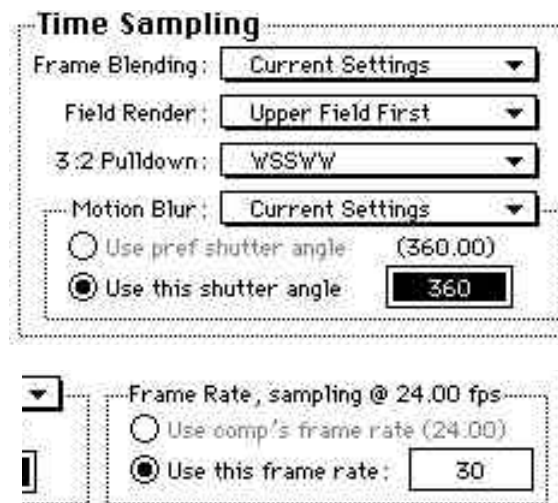 Time Sampling
Frame Blending: Current Settings
Field Render: Upper Field First
3:2 Pulldown: WSSWW
Motion Blur: Current Settings
Use pref shutter angle (360.00)
Use this shutter angle 360
Frame Rate, sampling @ 24.00 fps
Use comp's frame rate (24.00)
Use this frame rate: 30